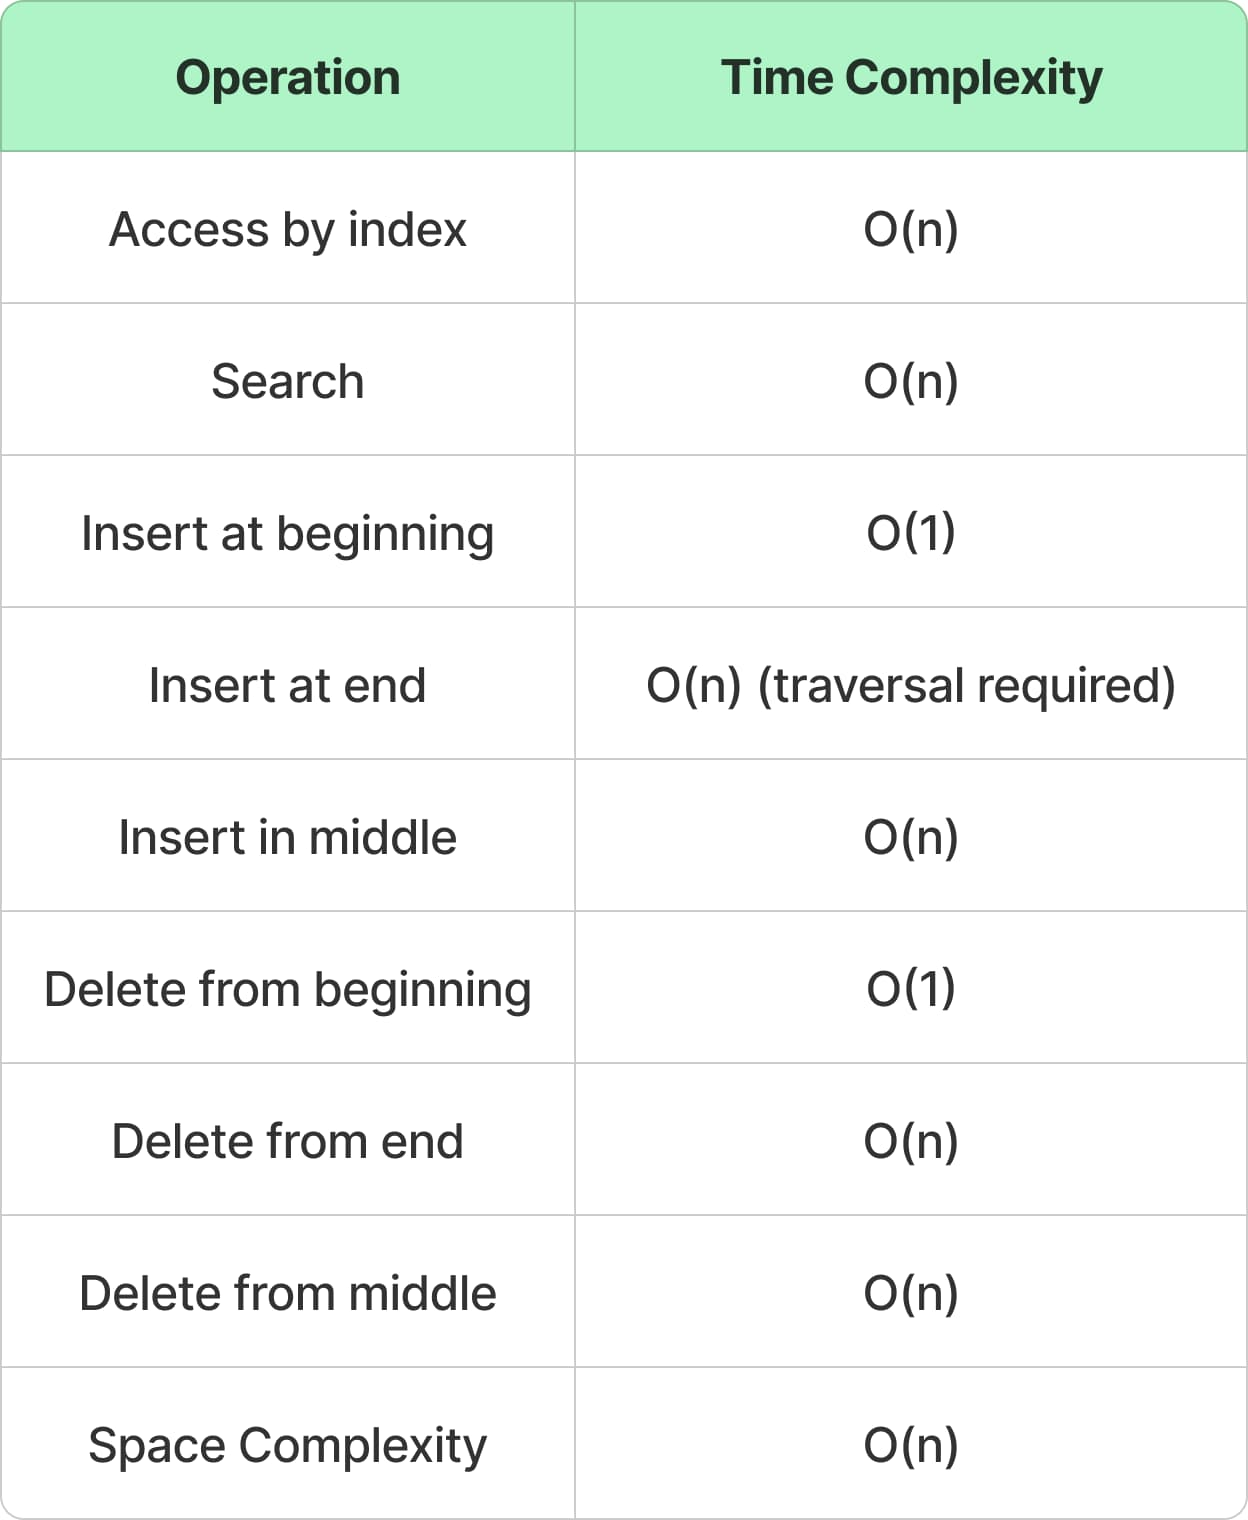 Operation Time Complexity
Access by index O(n)
Search O(n)
Insert at beginning O(1)
Insert at end O(n) (traversal required)
Insert in middle O(n)
Delete from beginning O(1)
Delete from end O(n)
Delete from middle O(n)
Space Complexity O(n)